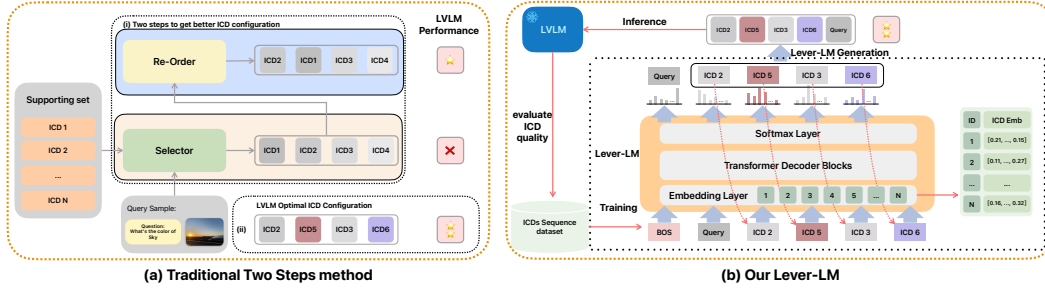 (i) Two steps to get better ICD configuration
LVLM
Performance
Re-Order
ICD2
ICD1
ICD3
ICD4
Supporting set
ICD 1
ICD 2
...
ICD N
Selector
ICD1
ICD2
ICD3
ICD4
Query Sample:
Question:
What's the color of
Sky
LVLM Optimal ICD Configuration
(ii)
ICD2
ICD5
ICD3
ICD6
(a) Traditional Two Steps method
LVLM
Inference
ICD2
ICD5
ICD3
ICD6
Query
Lever-LM Generation
Query
ICD 2
ICD 5
ICD 3
ICD 6
...
...
...
...
...
evaluate
ICD
quality
Softmax Layer
Lever-LM
Transformer Decoder Blocks
Embedding Layer
1
2
3
4
5
...
N
ID
ICD Emb
1
[0.21, ..., 0.15]
2
[0.11, ..., 0.27]
...
....
N
[0.16, ..., 0.32]
Training
ICDs Sequence
dataset
BOS
Query
ICD 2
ICD 5
ICD 3
ICD 6
(b) Our Lever-LM